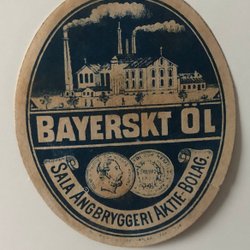 BAYERSKT ÖL
SALA ÅNGBRYGGERI AKTIE-BOLAG.